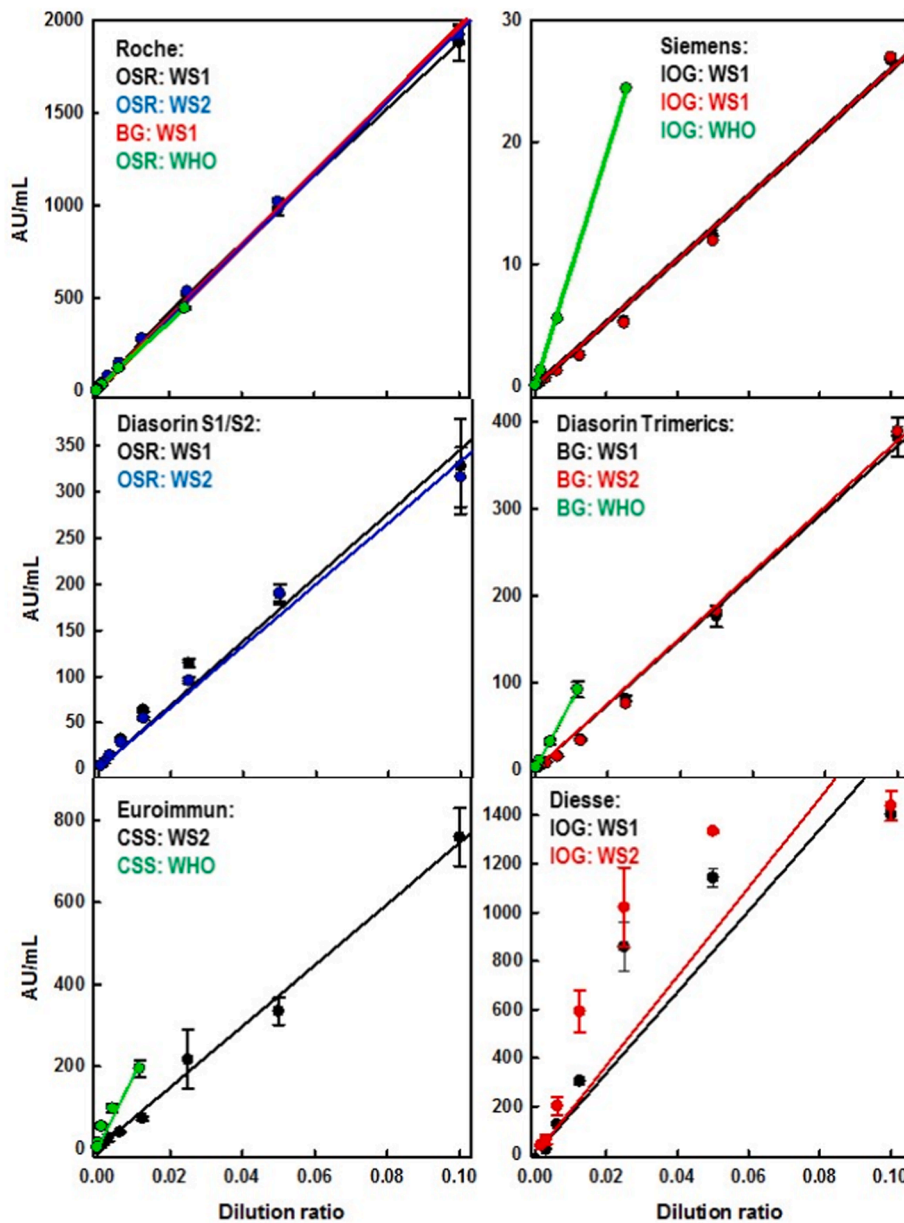 2000
1500
1000
500
0
AU/mL
Roche:
OSR: WS1
OSR: WS2
BG: WS1
OSR: WHO
30
20
10
0
Siemens:
IOG: WS1
IOG: WS1
IOG: WHO
350
300
250
200
150
100
50
0
AU/mL
Diasorin S1/S2:
OSR: WS1
OSR: WS2
400
300
200
100
0
Diasorin Trimerics:
BG: WS1
BG: WS2
BG: WHO
800
600
400
200
0
AU/mL
Euroimmun:
CSS: WS2
CSS: WHO
0.00 0.02 0.04 0.06 0.08 0.10
Dilution ratio
1400
1200
1000
800
600
400
200
0
Diesse:
IOG: WS1
IOG: WS2
0.00 0.02 0.04 0.06 0.08 0.10
Dilution ratio